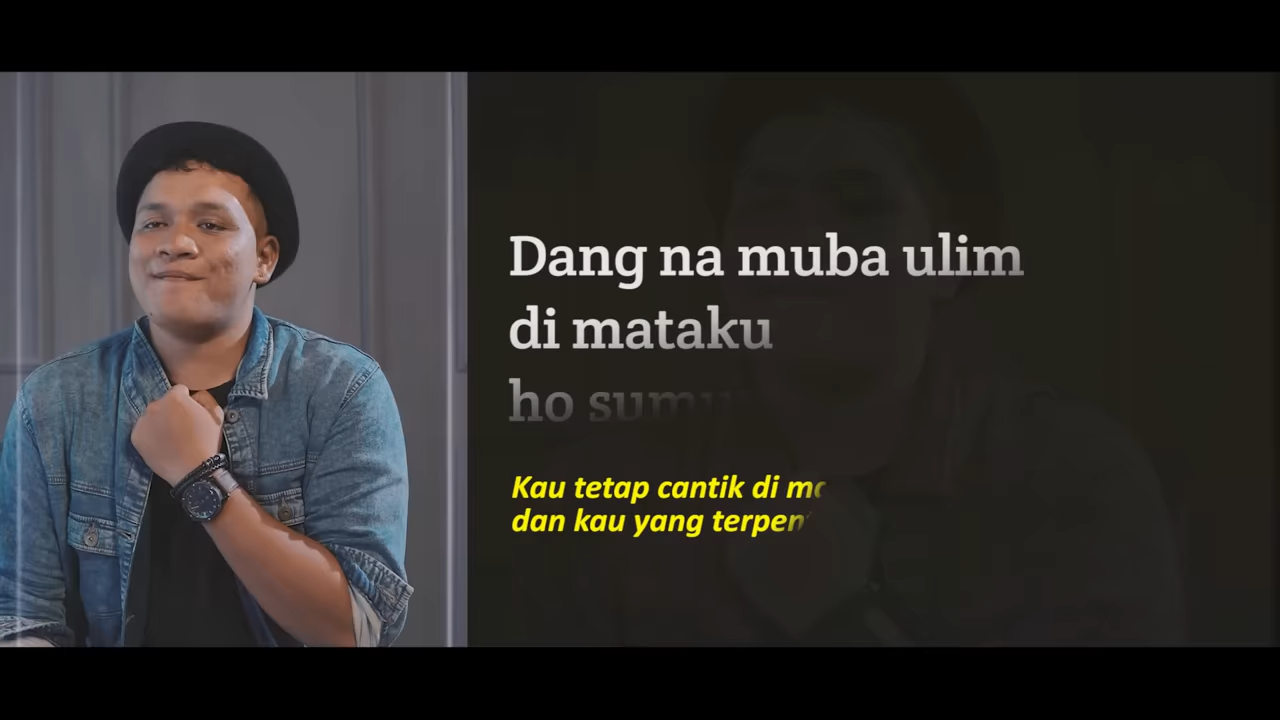 Dang na muba ulim
di mataku
ho
Kau tetap cantik di
dan kau yang